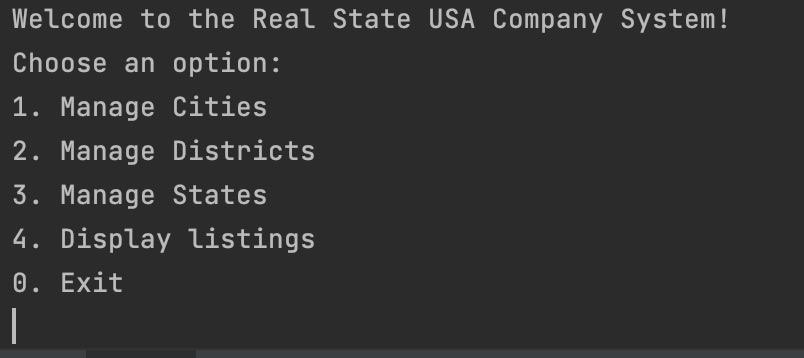 Welcome to the Real State USA Company System!
Choose an option:
1. Manage Cities
2. Manage Districts
3. Manage States
4. Display listings
0. Exit